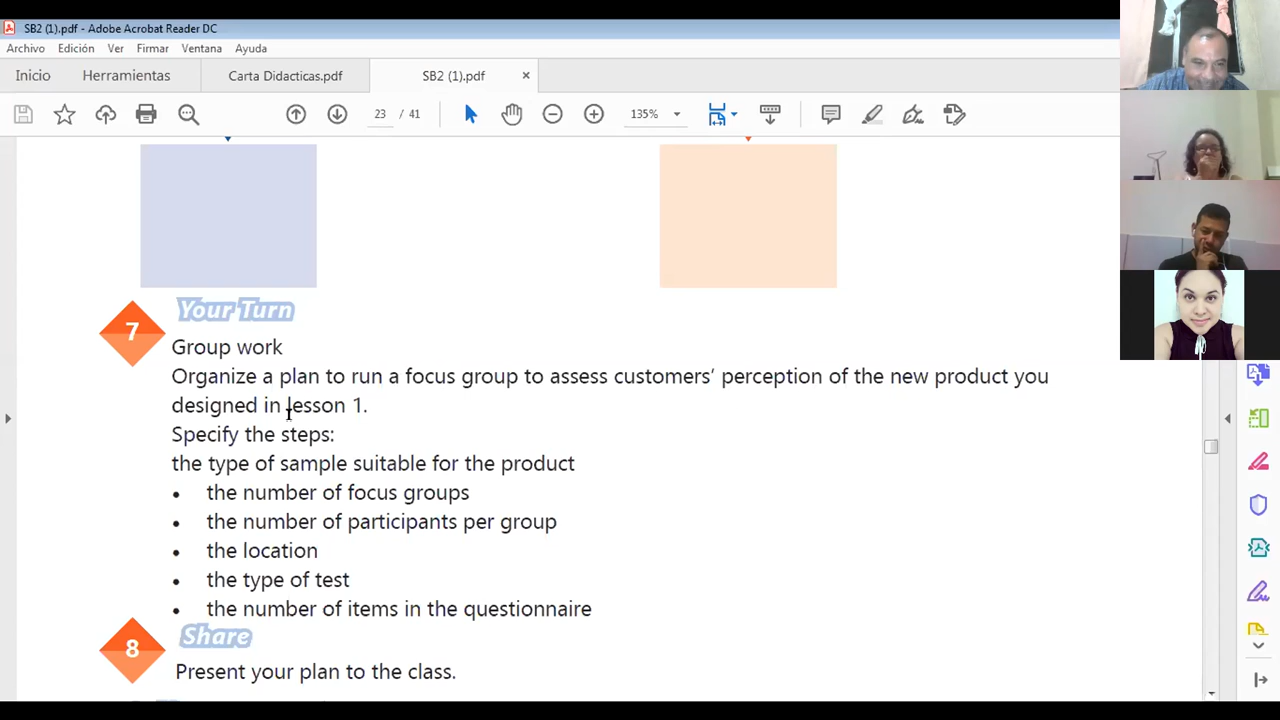 SB2 (1).pdf - Adobe Acrobat Reader DC
Archivo Edición Ver Firmar Ventana Ayuda
Inicio Herramientas Carta Didacticas.pdf SB2 (1).pdf ×
23 / 41 135%
7 Your Turn
Group work
Organize a plan to run a focus group to assess customers' perception of the new product you
designed in lesson 1.
Specify the steps:
the type of sample suitable for the product
• the number of focus groups
• the number of participants per group
• the location
• the type of test
• the number of items in the questionnaire
8 Share
Present your plan to the class.